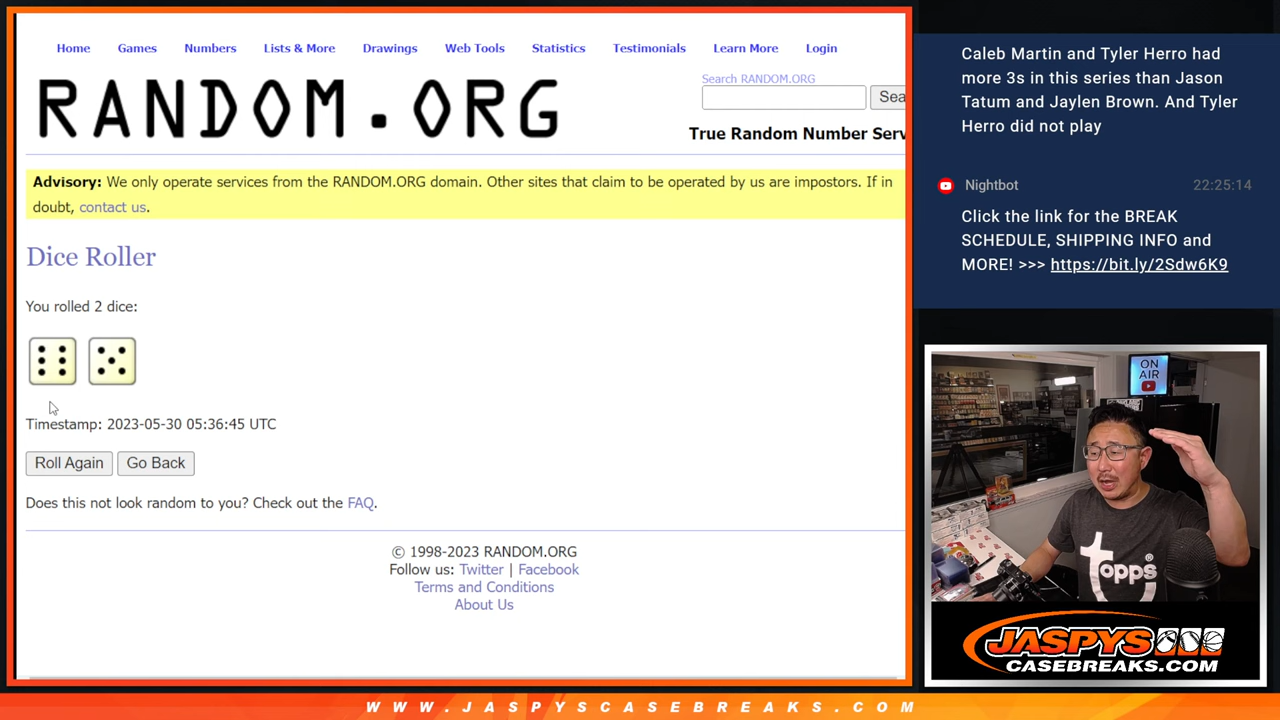 Home Games Numbers Lists & More Drawings Web Tools Statistics Testimonials Learn More Login
RANDOM.ORG
Search RANDOM.ORG
Sea
True Random Number Serv
Advisory: We only operate services from the RANDOM.ORG domain. Other sites that claim to be operated by us are impostors. If in
doubt, contact us.
Dice Roller
You rolled 2 dice:
Timestamp: 2023-05-30 05:36:45 UTC
Roll Again Go Back
Does this not look random to you? Check out the FAQ.
© 1998-2023 RANDOM.ORG
Follow us: Twitter | Facebook
Terms and Conditions
About Us
Caleb Martin and Tyler Herro had
more 3s in this series than Jason
Tatum and Jaylen Brown. And Tyler
Herro did not play
Nightbot 22:25:14
Click the link for the BREAK
SCHEDULE, SHIPPING INFO and
MORE! >>> https://bit.ly/2Sdw6K9
ON
AIR
topps®
JASPYS
CASEBREAKS.COM
WWW.JASPYSCASEBREAKS.COM